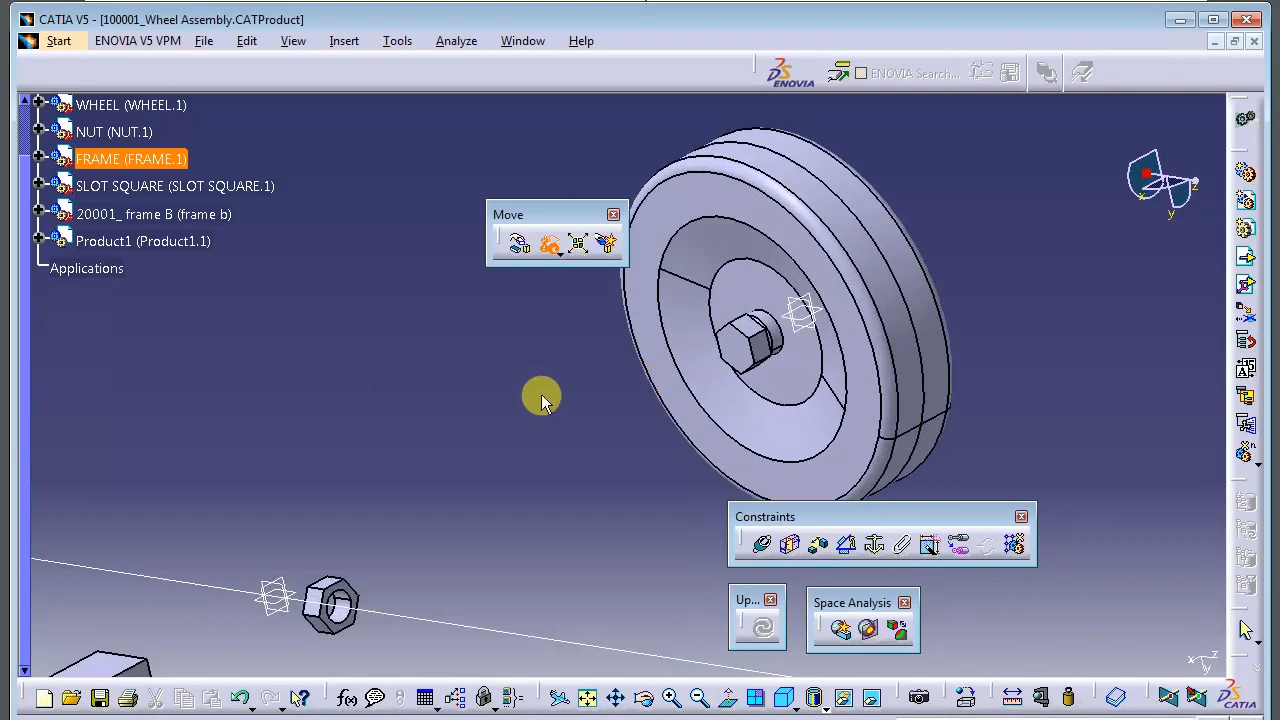 CATIA V5 - [100001_Wheel Assembly.CATProduct]
Start ENOVIA V5 VPM File Edit View Insert Tools Analyze Window Help
ENOVIA ENOVIA Search...
WHEEL (WHEEL.1)
NUT (NUT.1)
FRAME (FRAME.1)
SLOT SQUARE (SLOT SQUARE.1)
20001_ frame B (frame b)
Product1 (Product1.1)
Applications
Move
z
x
y
Constraints
Up...
Space Analysis
x z
y
f(x)
CATIA